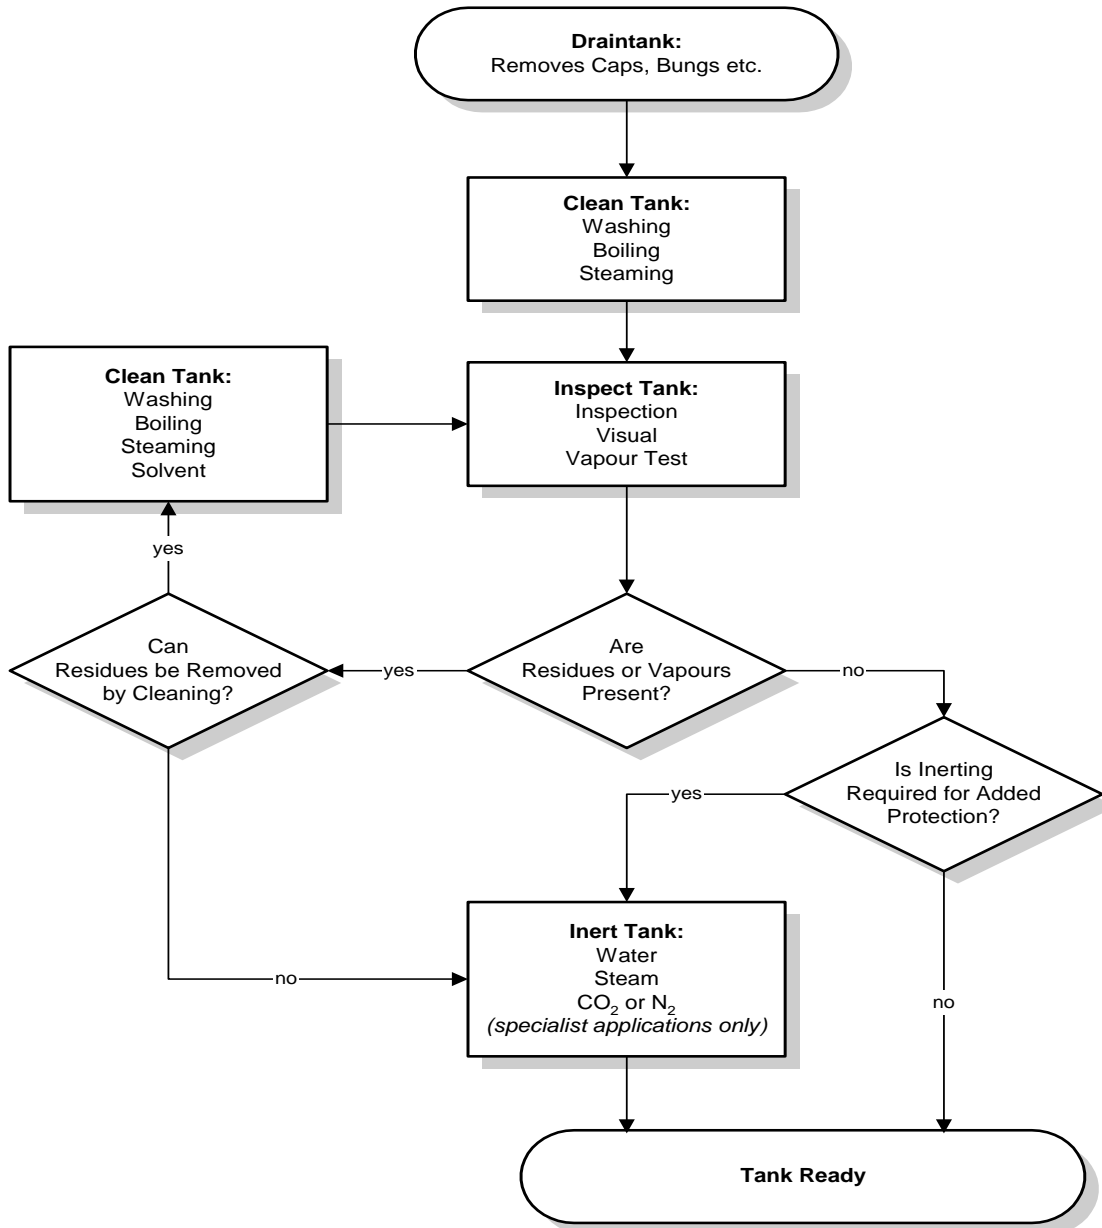 Draintank:
Removes Caps, Bungs etc.
Clean Tank:
Washing
Boiling
Steaming
Clean Tank:
Washing
Boiling
Steaming
Solvent
Inspect Tank:
Inspection
Visual
Vapour Test
yes
Can
Residues be Removed
by Cleaning?
yes
Are
Residues or Vapours
Present?
no
Is Inerting
Required for Added
Protection?
yes
Inert Tank:
Water
Steam
CO₂ or N₂
(specialist applications only)
no
no
Tank Ready